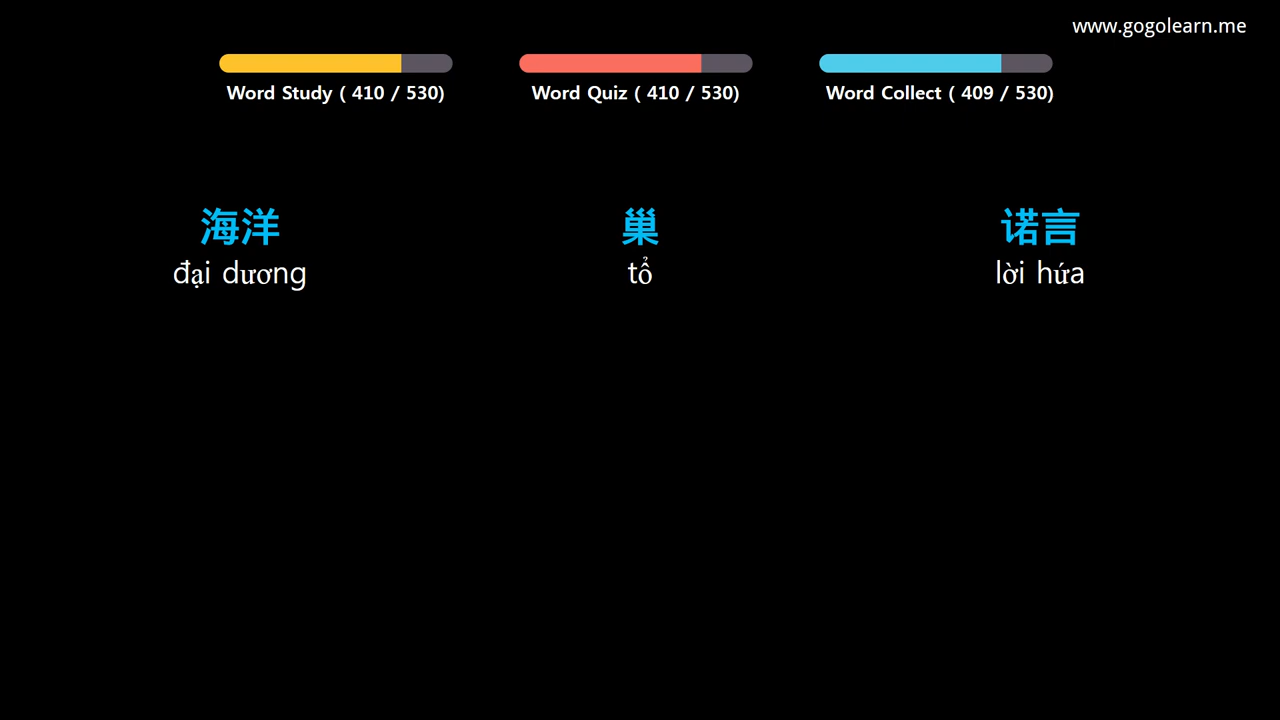 www.gogolearn.me
Word Study ( 410 / 530)
Word Quiz ( 410 / 530)
Word Collect ( 409 / 530)
海洋
đại dương
巢
tổ
诺言
lời hứa